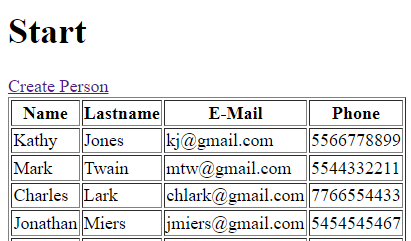 Start
Create Person
Name Lastname E-Mail Phone
Kathy Jones kj@gmail.com 5566778899
Mark Twain mtw@gmail.com 5544332211
Charles Lark chlark@gmail.com 7766554433
Jonathan Miers jmiers@gmail.com 5454545467